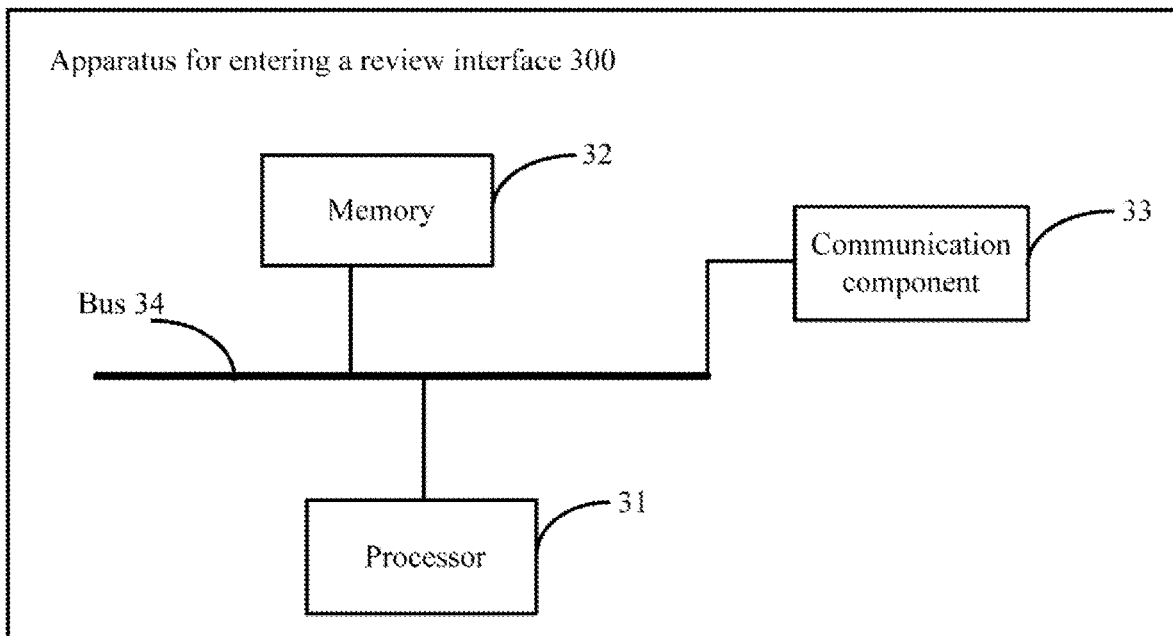 Apparatus for entering a review interface 300
32
Memory
33
Communication
component
Bus 34
31
Processor